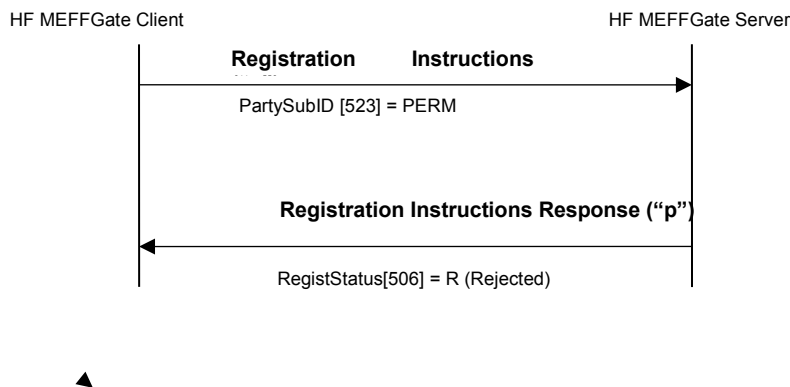 HF MEFFGate Client
HF MEFFGate Server
Registration Instructions
PartySubID [523] = PERM
Registration Instructions Response (“p”)
RegistStatus[506] = R (Rejected)